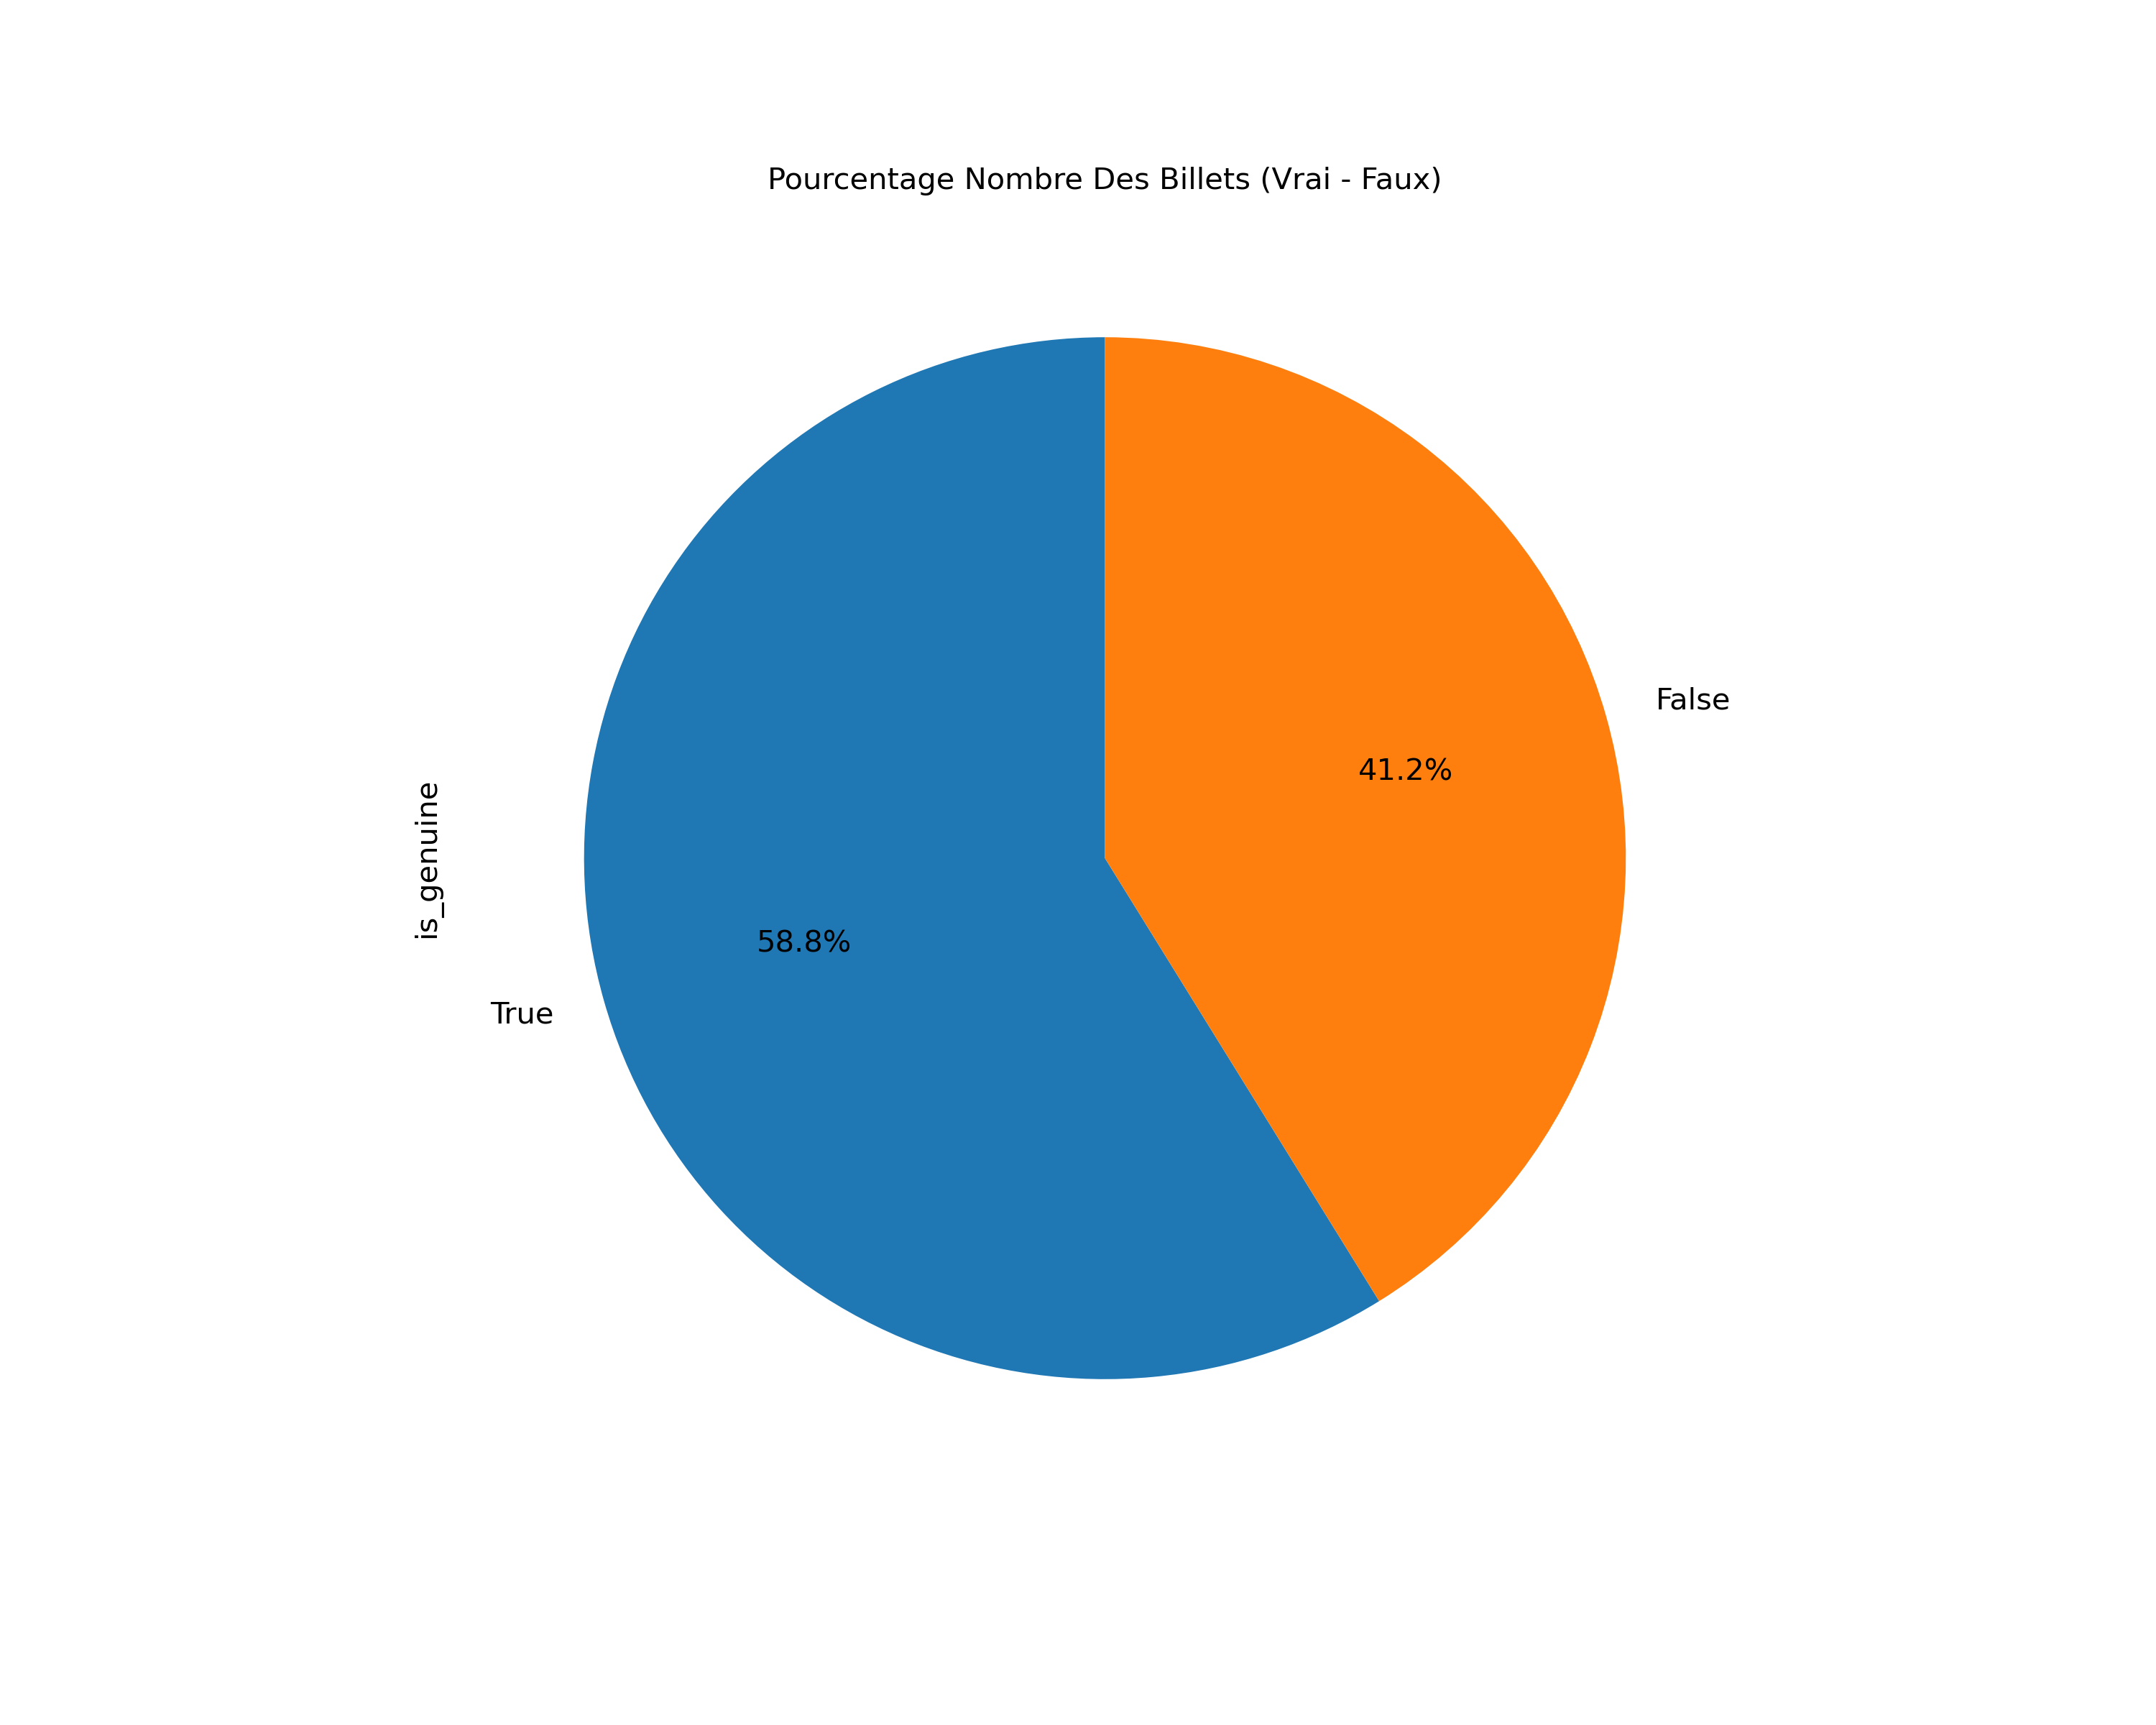 Pourcentage Nombre Des Billets (Vrai - Faux)
False
41.2%
is_genuine
58.8%
True